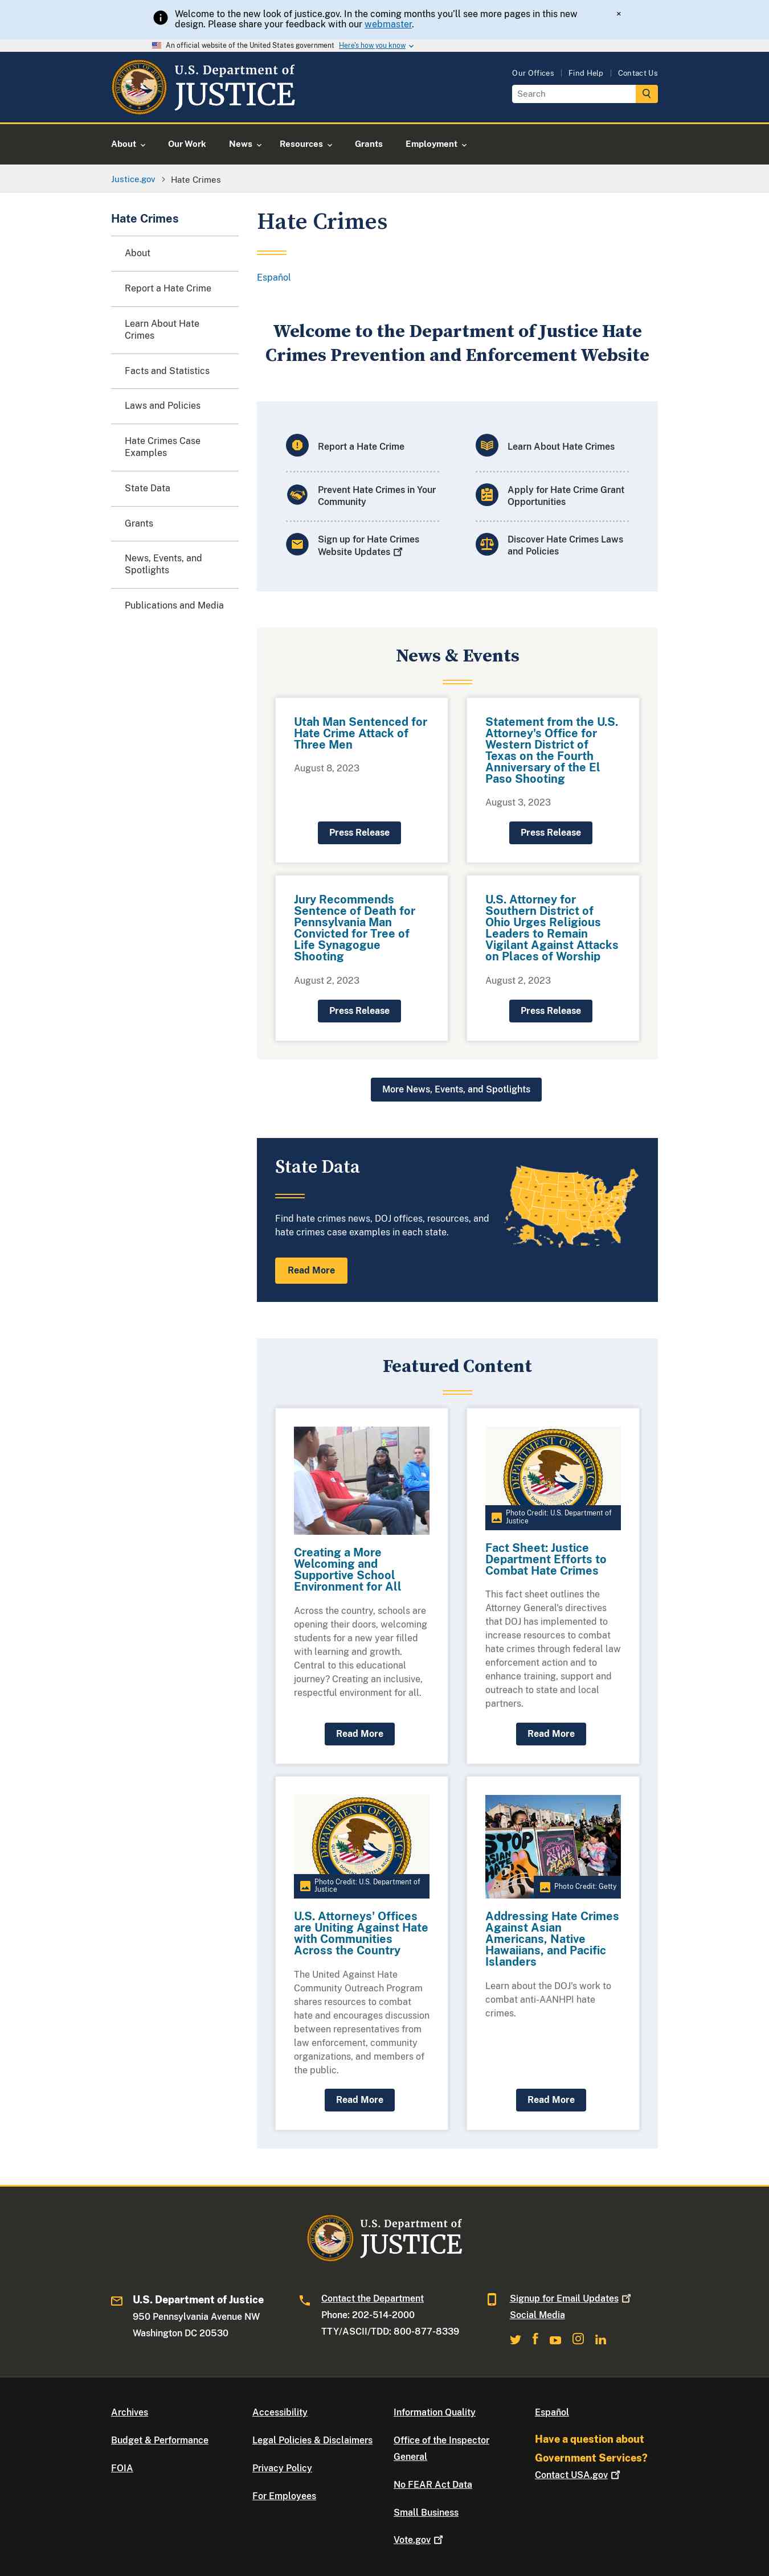 Welcome to the new look of justice.gov. In the coming months you'll see more pages in this new
design. Please share your feedback with our webmaster.
×
An official website of the United States government Here's how you know
U.S. Department of
JUSTICE
Our Offices
Find Help
Contact Us
Search
About
Our Work
News
Resources
Grants
Employment
Justice.gov
Hate Crimes
Hate Crimes
About
Report a Hate Crime
Learn About Hate
Crimes
Facts and Statistics
Laws and Policies
Hate Crimes Case
Examples
State Data
Grants
News, Events, and
Spotlights
Publications and Media
Hate Crimes
Español
Welcome to the Department of Justice Hate
Crimes Prevention and Enforcement Website
Report a Hate Crime
Learn About Hate Crimes
Prevent Hate Crimes in Your
Community
Apply for Hate Crime Grant
Opportunities
Sign up for Hate Crimes
Website Updates
Discover Hate Crimes Laws
and Policies
News & Events
Utah Man Sentenced for
Hate Crime Attack of
Three Men
August 8, 2023
Press Release
Statement from the U.S.
Attorney's Office for
Western District of
Texas on the Fourth
Anniversary of the El
Paso Shooting
August 3, 2023
Press Release
Jury Recommends
Sentence of Death for
Pennsylvania Man
Convicted for Tree of
Life Synagogue
Shooting
August 2, 2023
Press Release
U.S. Attorney for
Southern District of
Ohio Urges Religious
Leaders to Remain
Vigilant Against Attacks
on Places of Worship
August 2, 2023
Press Release
More News, Events, and Spotlights
State Data
Find hate crimes news, DOJ offices, resources, and
hate crimes case examples in each state.
Read More
Featured Content
Creating a More
Welcoming and
Supportive School
Environment for All
Across the country, schools are
opening their doors, welcoming
students for a new year filled
with learning and growth.
Central to this educational
journey? Creating an inclusive,
respectful environment for all.
Read More
DEPARTMENT OF JUSTICE
Photo Credit: U.S. Department of
Justice
Fact Sheet: Justice
Department Efforts to
Combat Hate Crimes
This fact sheet outlines the
Attorney General's directives
that DOJ has implemented to
increase resources to combat
hate crimes through federal law
enforcement action and to
enhance training, support and
outreach to state and local
partners.
Read More
DEPARTMENT OF JUSTICE
Photo Credit: U.S. Department of
Justice
U.S. Attorneys' Offices
are Uniting Against Hate
with Communities
Across the Country
The United Against Hate
Community Outreach Program
shares resources to combat
hate and encourages discussion
between representatives from
law enforcement, community
organizations, and members of
the public.
Read More
STOP
ASIAN
HATE
Photo Credit: Getty
Addressing Hate Crimes
Against Asian
Americans, Native
Hawaiians, and Pacific
Islanders
Learn about the DOJ's work to
combat anti-AANHPI hate
crimes.
Read More
U.S. Department of
JUSTICE
U.S. Department of Justice
950 Pennsylvania Avenue NW
Washington DC 20530
Contact the Department
Phone: 202-514-2000
TTY/ASCII/TDD: 800-877-8339
Signup for Email Updates
Social Media
Archives
Budget & Performance
FOIA
Accessibility
Legal Policies & Disclaimers
Privacy Policy
For Employees
Information Quality
Office of the Inspector
General
No FEAR Act Data
Small Business
Vote.gov
Español
Have a question about
Government Services?
Contact USA.gov